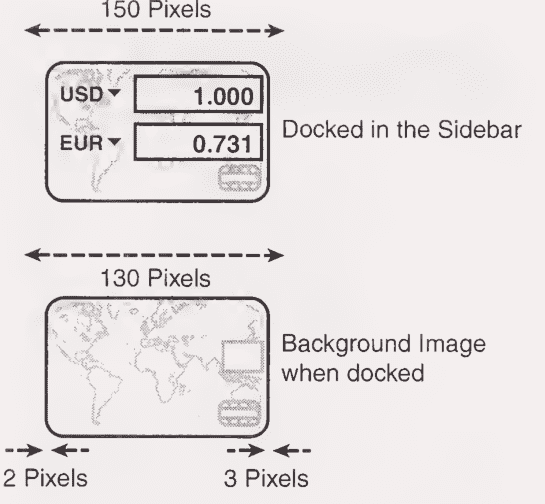 150 Pixels
USD 1.000
EUR 0.731
Docked in the Sidebar
130 Pixels
Background Image
when docked
2 Pixels
3 Pixels